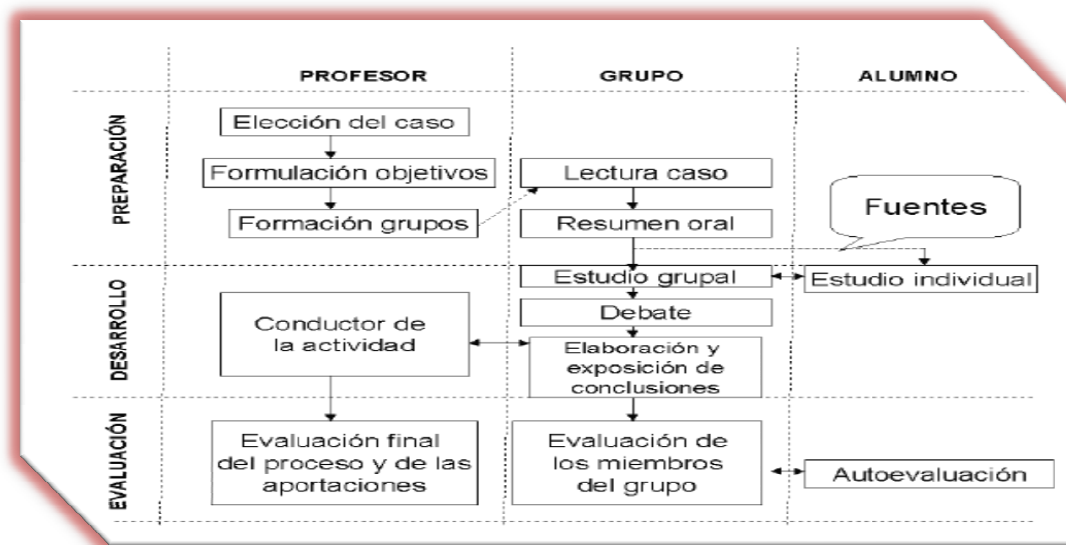 PROFESOR
GRUPO
ALUMNO
PREPARACIÓN
Elección del caso
Formulación objetivos
Formación grupos
Lectura caso
Resumen oral
Fuentes
DESARROLLO
Conductor de
la actividad
Estudio grupal
Debate
Elaboración y
exposición de
conclusiones
Estudio individual
EVALUACIÓN
Evaluación final
del proceso y de las
aportaciones
Evaluación de
los miembros
del grupo
Autoevaluación